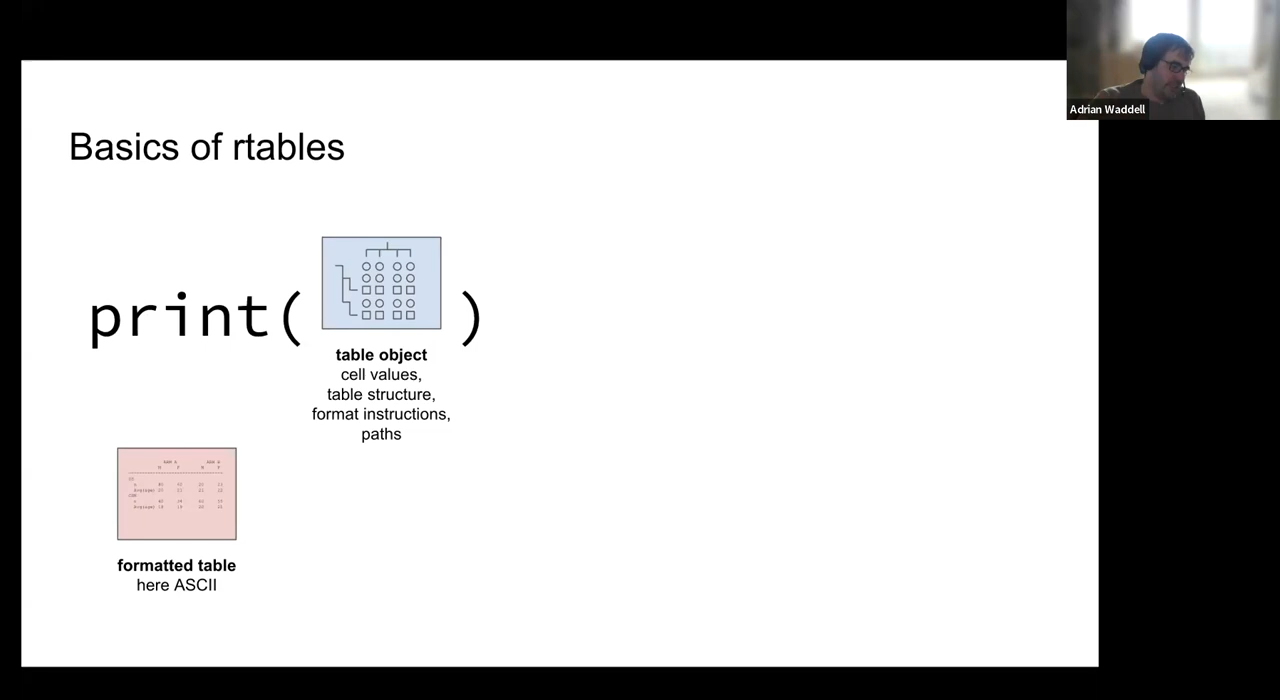 Adrian Waddell
Basics of rtables
print( )
table object
cell values,
table structure,
format instructions,
paths
formatted table
here ASCII